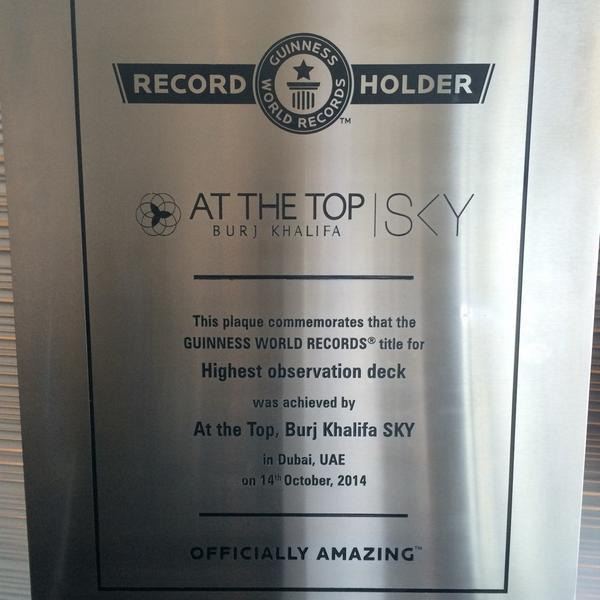 RECORD GUINNESS WORLD RECORDS™ HOLDER
AT THE TOP | SKY
BURJ KHALIFA
This plaque commemorates that the
GUINNESS WORLD RECORDS® title for
Highest observation deck
was achieved by
At the Top, Burj Khalifa SKY
in Dubai, UAE
on 14th October, 2014
OFFICIALLY AMAZING™